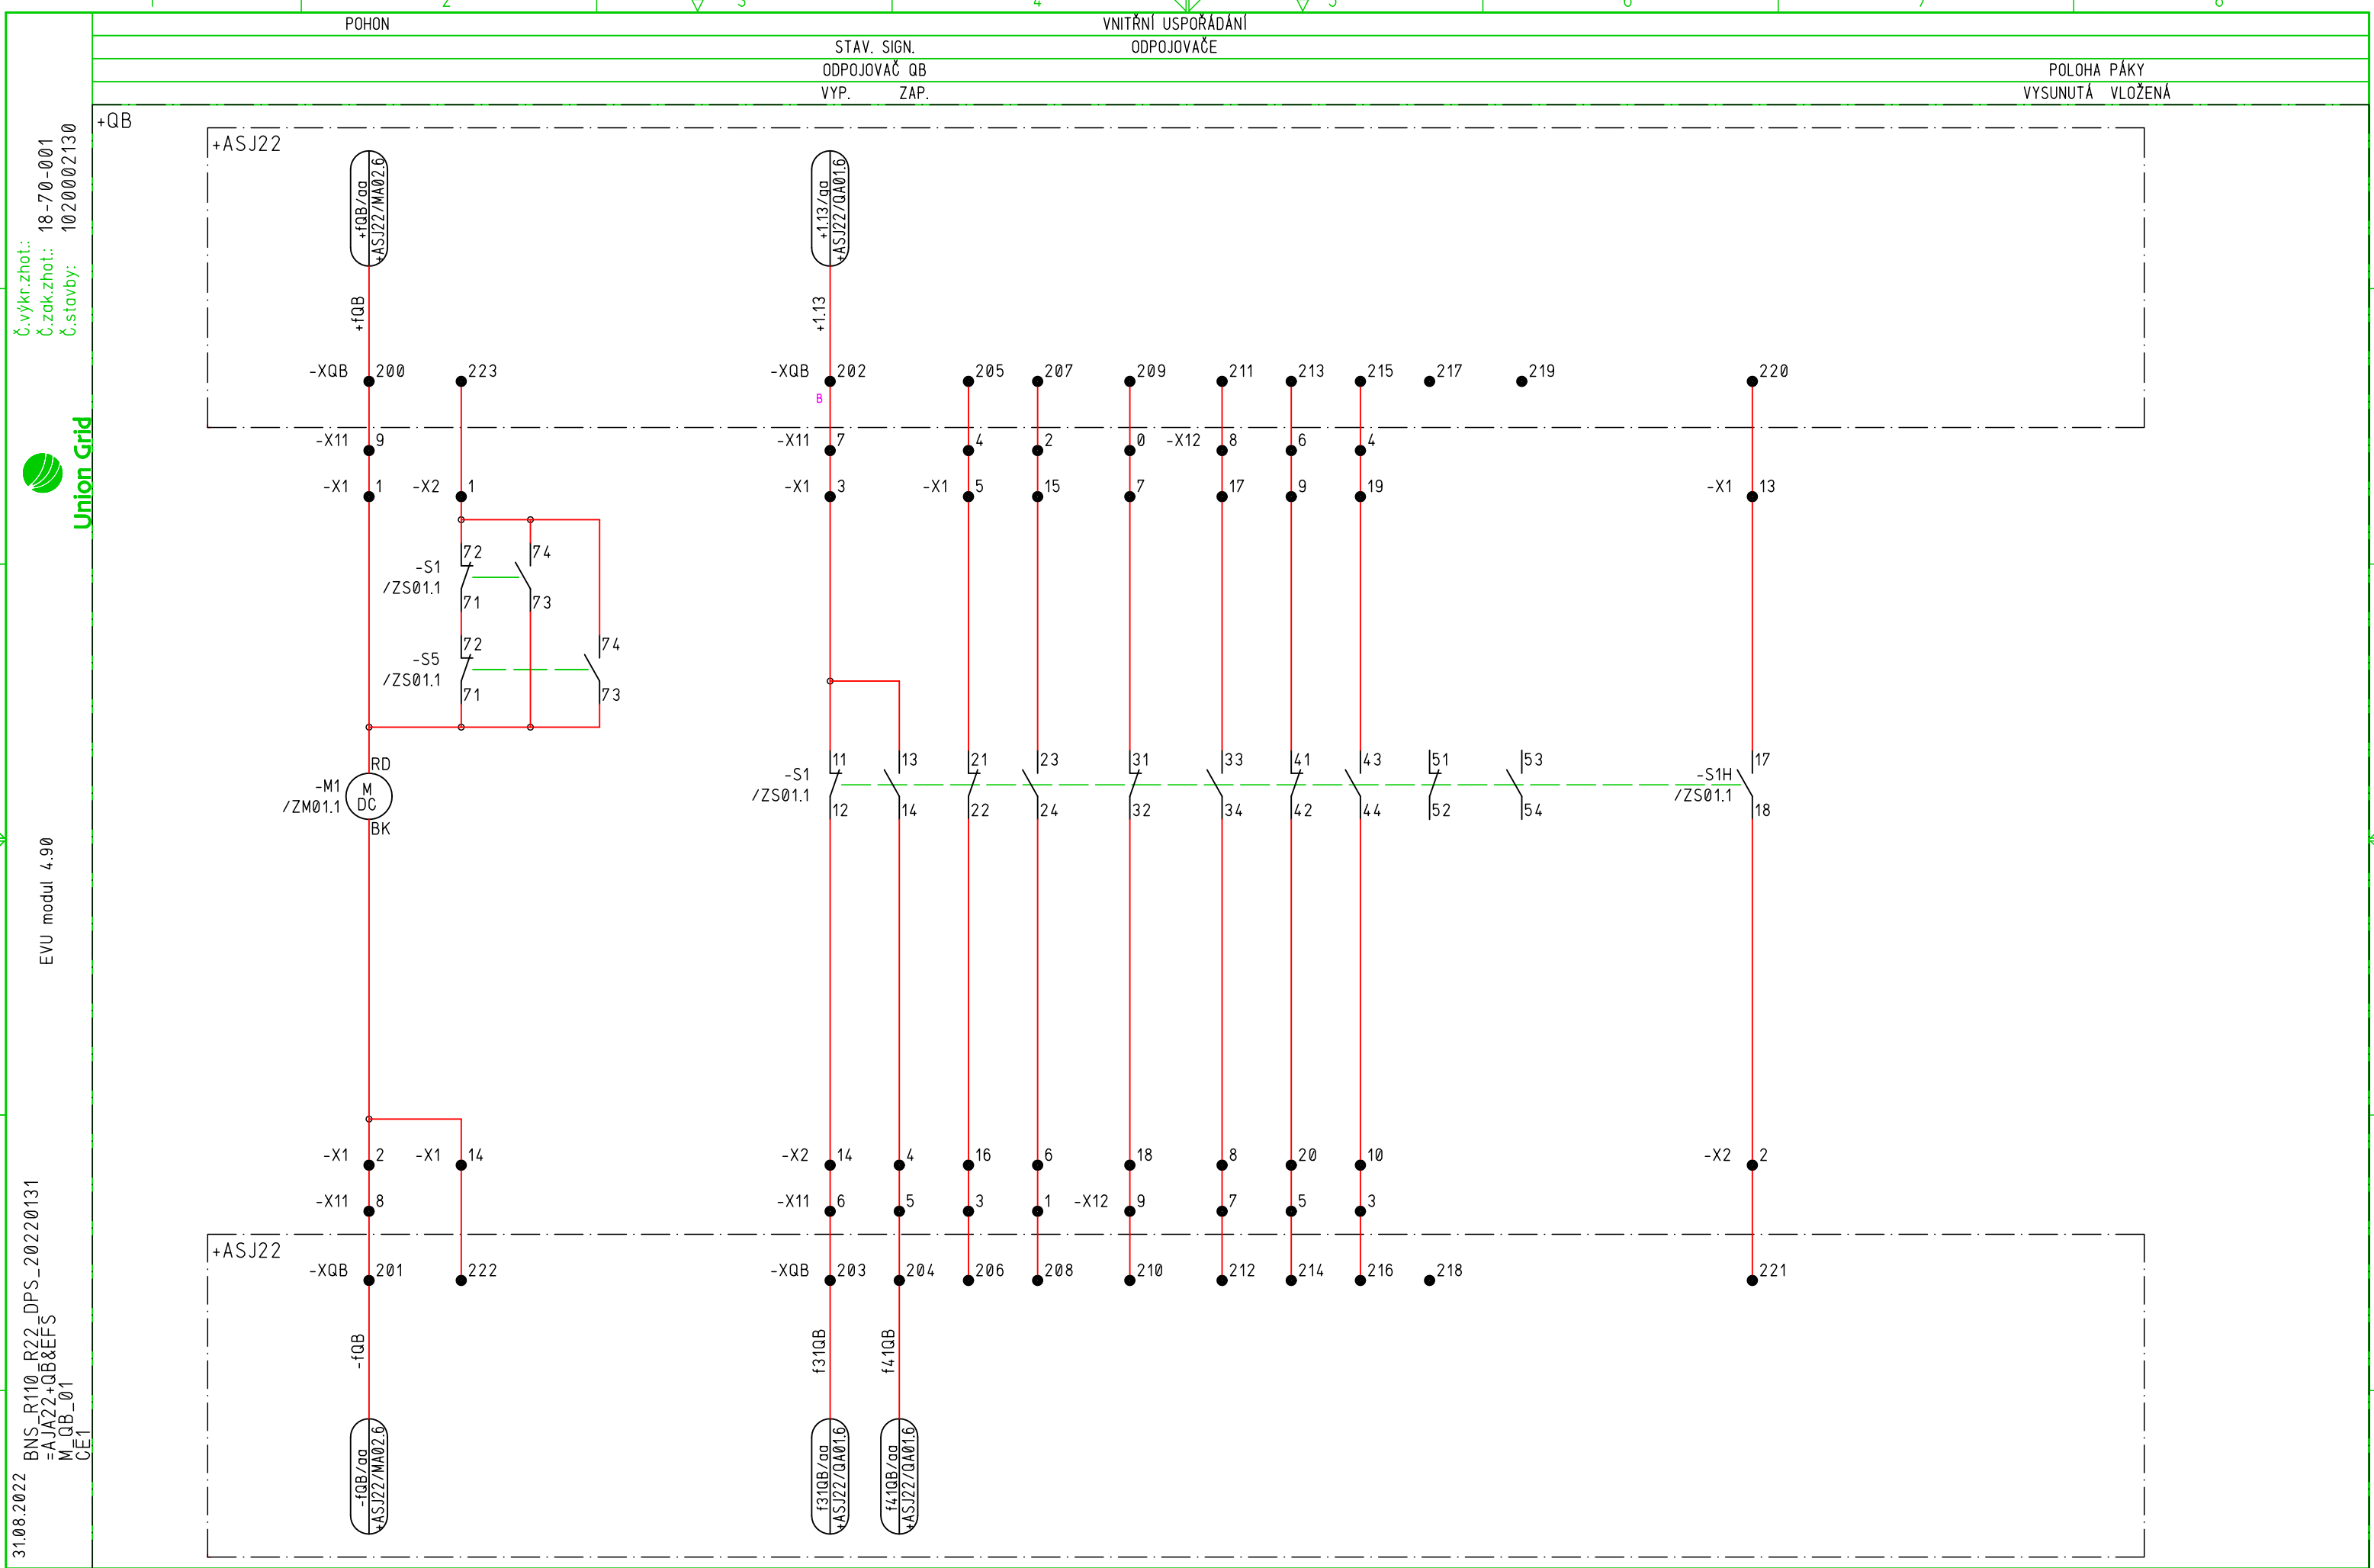 1 2 3 4 5 6 7 8
POHON VNITŘNÍ USPOŘÁDÁNÍ
STAV. SIGN. ODPOJOVAČE
ODPOJOVAČ QB POLOHA PÁKY
VYP. ZAP. VYSUNUTÁ VLOŽENÁ
+QB
+ASJ22
+fQB/aa
+ASJ22/MA02.6
+1.13/qa
+ASJ22/QA01.6
+fQB
+1.13
-XQB 200 223 -XQB 202 205 207 209 211 213 215 217 219 220
B
-X11 9 -X11 7 4 2 0 -X12 8 6 4
-X1 1 -X2 1 -X1 3 -X1 5 15 7 17 9 19 -X1 13
72 74
-S1
/ZS01.1
71 73
72 74
-S5
/ZS01.1
71 73
RD
-M1
/ZM01.1
M
DC
BK
11 13 21 23 31 33 41 43 51 53 17
-S1 -S1H
/ZS01.1 /ZS01.1
12 14 22 24 32 34 42 44 52 54 18
-X1 2 -X1 14 -X2 14 4 16 6 18 8 20 10 -X2 2
-X11 8 -X11 6 5 3 1 -X12 9 7 5 3
+ASJ22
-XQB 201 222 -XQB 203 204 206 208 210 212 214 216 218 221
-fQB
f31QB
f41QB
-fQB/aa
+ASJ22/MA02.6
f31QB/aa
+ASJ22/QA01.6
f41QB/aa
+ASJ22/QA01.6
Č.výkr.zhot.:
Č.zak.zhot.: 18-70-001
Č.stavby: 1020002130
Union Grid
EVU modul 4.90
31.08.2022
BNS_R110_R22_DPS_20220131
=AJA22+QB&EFS
M_QB_01
CE1